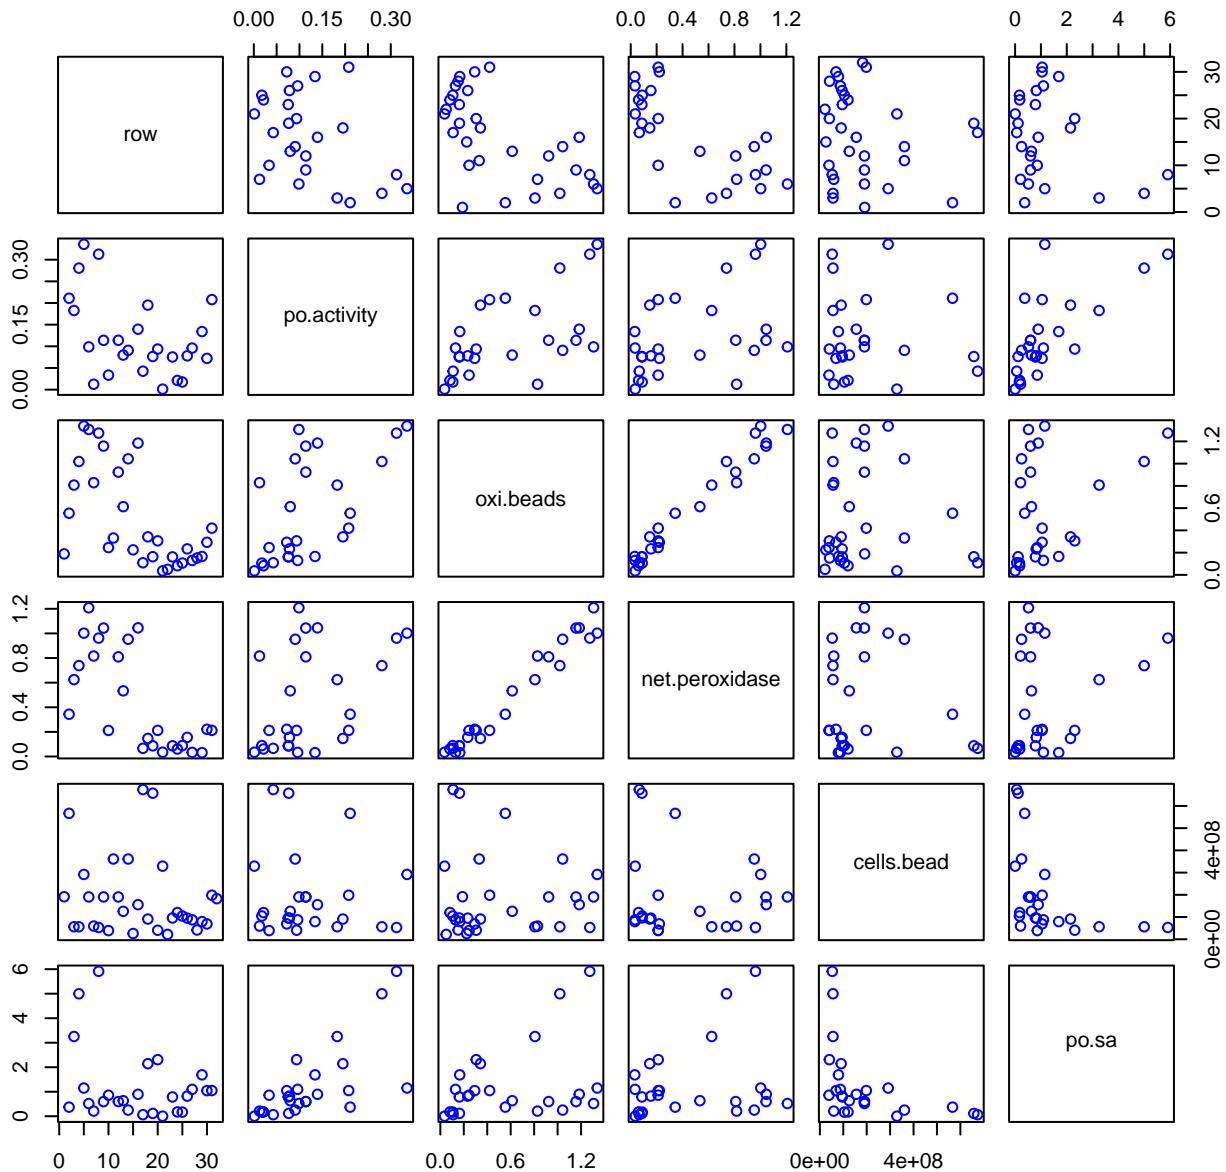 0.00 0.15 0.30 0.0 0.4 0.8 1.2 0 2 4 6
row 0 10 20 30
0.00 0.15 0.30 po.activity
oxi.beads 0.0 0.6 1.2
0.0 0.4 0.8 1.2 net.peroxidase
cells.bead 0e+00 4e+08
0 2 4 6 po.sa
0 10 20 30 0.0 0.6 1.2 0e+00 4e+08